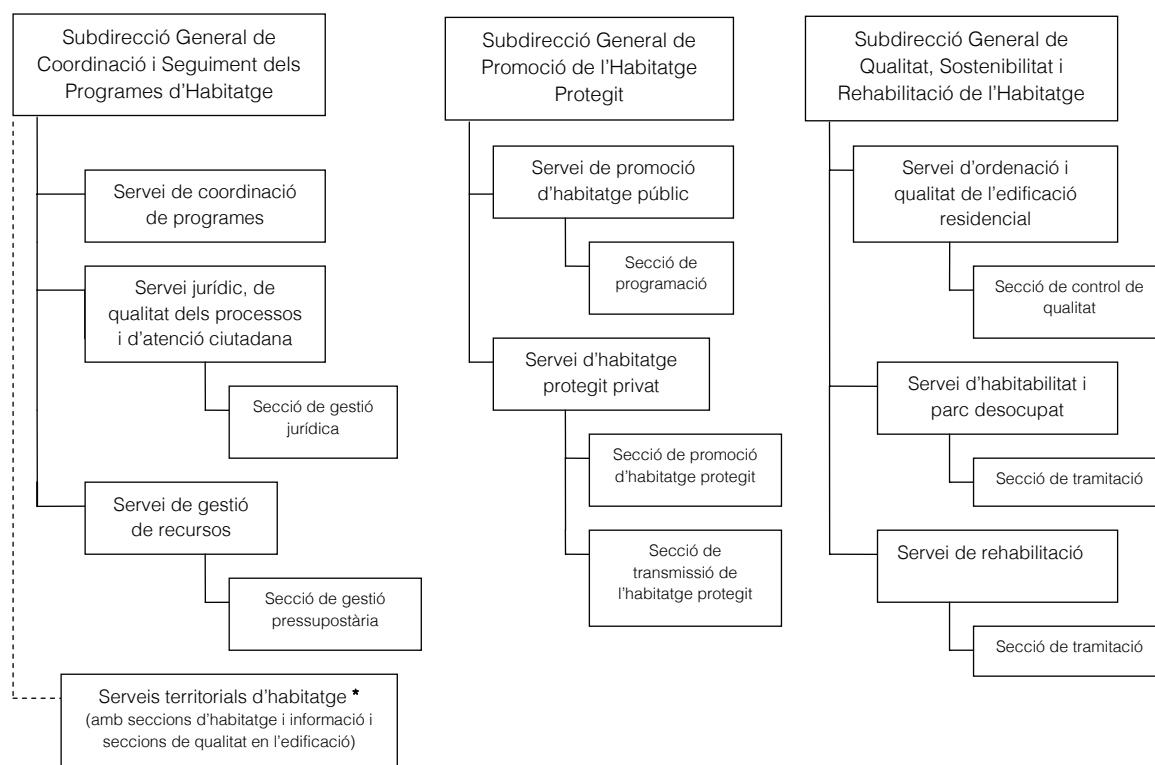 Subdirecció General de
Coordinació i Seguiment dels
Programes d'Habitatge
Servei de coordinació
de programes
Servei jurídic, de
qualitat dels processos
i d'atenció ciutadana
Secció de gestió
jurídica
Servei de gestió
de recursos
Secció de gestió
pressupostària
Serveis territorials d'habitatge *
(amb seccions d'habitatge i informació i
seccions de qualitat en l'edificació)
Subdirecció General de
Promoció de l'Habitatge
Protegit
Servei de promoció
d'habitatge públic
Secció de
programació
Servei d'habitatge
protegit privat
Secció de promoció
d'habitatge protegit
Secció de
transmissió de
l'habitatge protegit
Subdirecció General de
Qualitat, Sostenibilitat i
Rehabilitació de l'Habitatge
Servei d'ordenació i
qualitat de l'edificació
residencial
Secció de control de
qualitat
Servei d'habitabilitat i
parc desocupat
Secció de tramitació
Servei de rehabilitació
Secció de tramitació